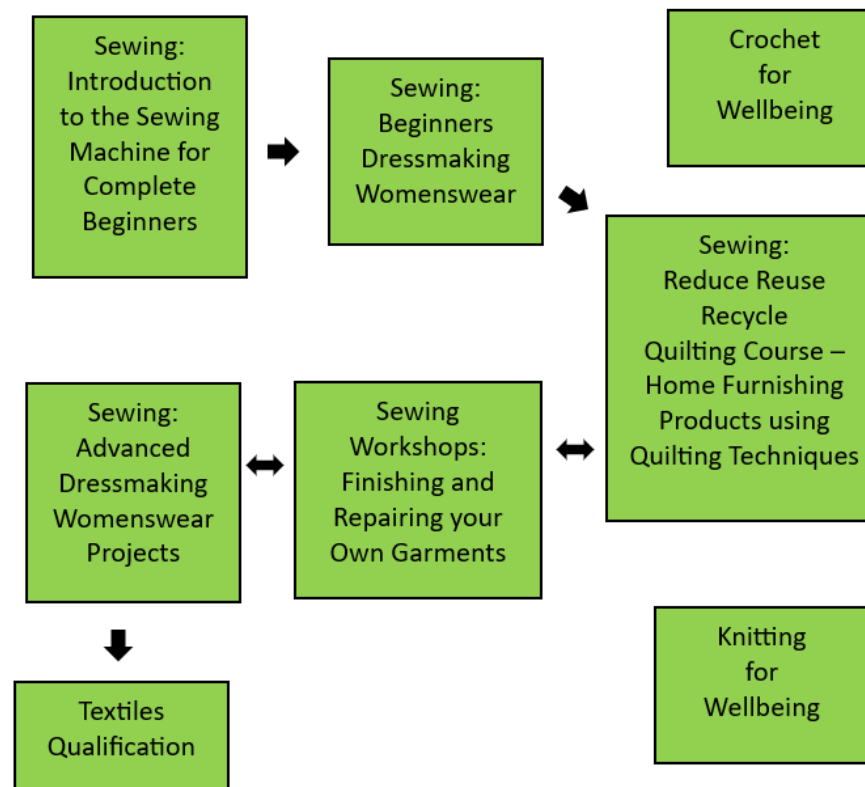 Sewing:
Introduction
to the Sewing
Machine for
Complete
Beginners
Sewing:
Beginners
Dressmaking
Womenswear
Crochet
for
Wellbeing
Sewing:
Reduce Reuse
Recycle
Quilting Course –
Home Furnishing
Products using
Quilting Techniques
Sewing
Workshops:
Finishing and
Repairing your
Own Garments
Sewing:
Advanced
Dressmaking
Womenswear
Projects
Textiles
Qualification
Knitting
for
Wellbeing